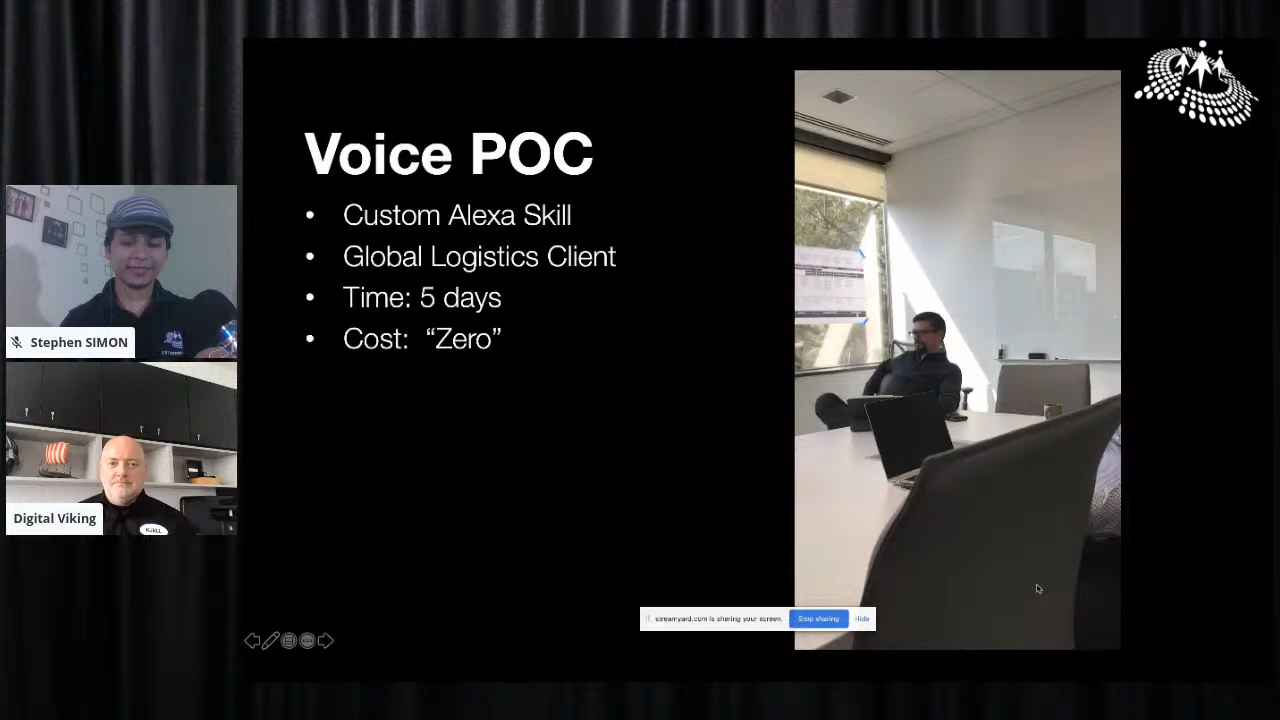 Voice POC
• Custom Alexa Skill
• Global Logistics Client
• Time: 5 days
• Cost: “Zero”
Stephen SIMON
Digital Viking
KJELL
streamyard.com is sharing your screen.
Stop sharing
Hide